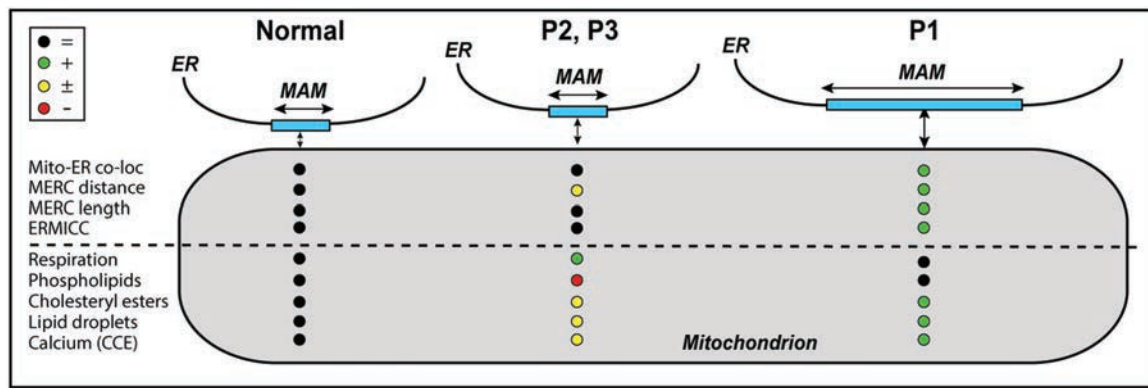 Normal
P2, P3
P1
=
+
±
-
ER
MAM
ER
MAM
ER
MAM
Mito-ER co-loc
MERC distance
MERC length
ERMICC
Respiration
Phospholipids
Cholesteryl esters
Lipid droplets
Calcium (CCE)
Mitochondrion